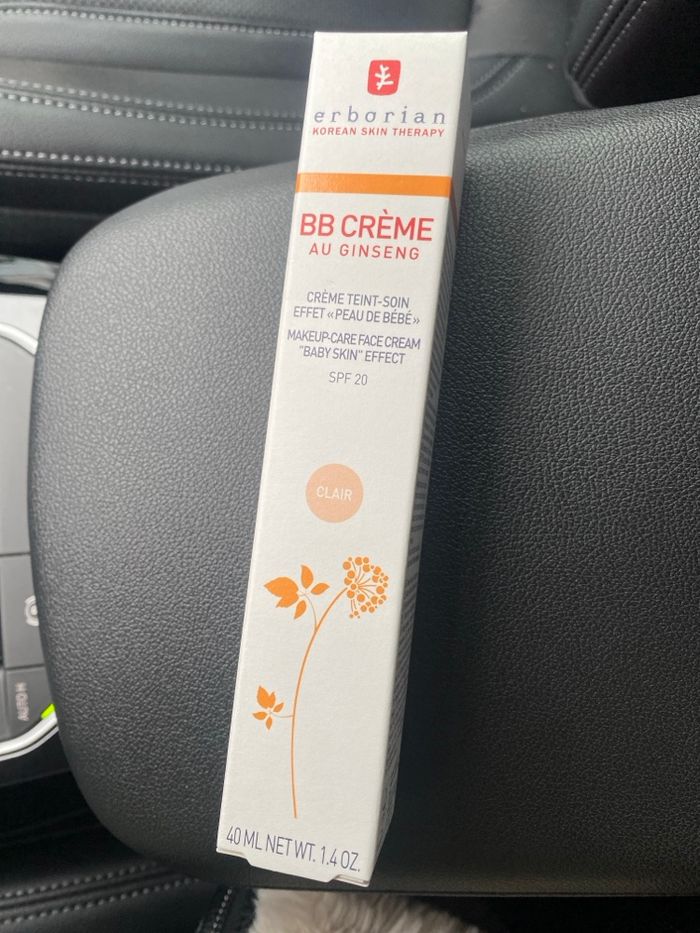 erborian
KOREAN SKIN THERAPY
BB CRÈME
AU GINSENG
CRÈME TEINT-SOIN
EFFET «PEAU DE BÉBÉ»
MAKEUP-CARE FACE CREAM
"BABY SKIN" EFFECT
SPF 20
CLAIR
40 ML NET WT. 1.4 OZ.
AUTO H